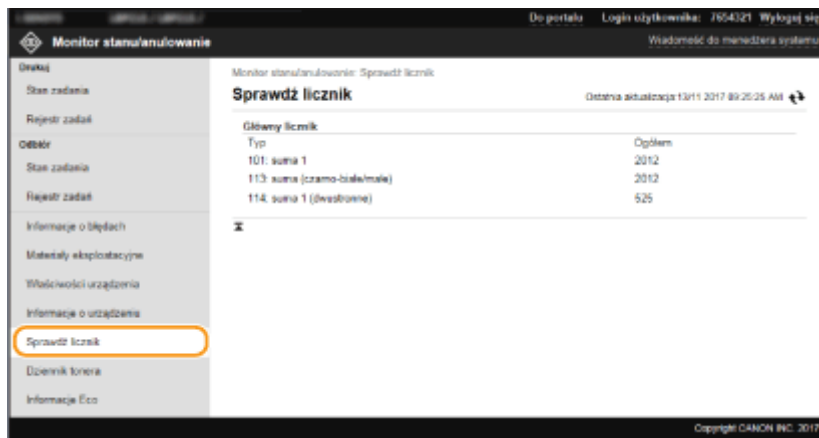 Do portalu Login użytkownika: 7654321 Wyloguj się
Monitor stanu/anulowanie
Wiadomość do menedżera systemu
Drukuj
Stan zadania
Rejestr zadań
Odbiór
Stan zadania
Rejestr zadań
Informacje o błędach
Materiały eksploatacyjne
Właściwości urządzenia
Informacje o urządzeniu
Sprawdź licznik
Dziennik tonera
Informacje Eco
Monitor stanu/anulowanie: Sprawdź licznik
Sprawdź licznik
Ostatnia aktualizacja:13/11 2017 09:25:25 AM
Główny licznik
Typ Ogółem
101: suma 1 2012
113: suma (czarno-białe/małe) 2012
114: suma 1 (dwustronne) 525
Copyright CANON INC. 2017